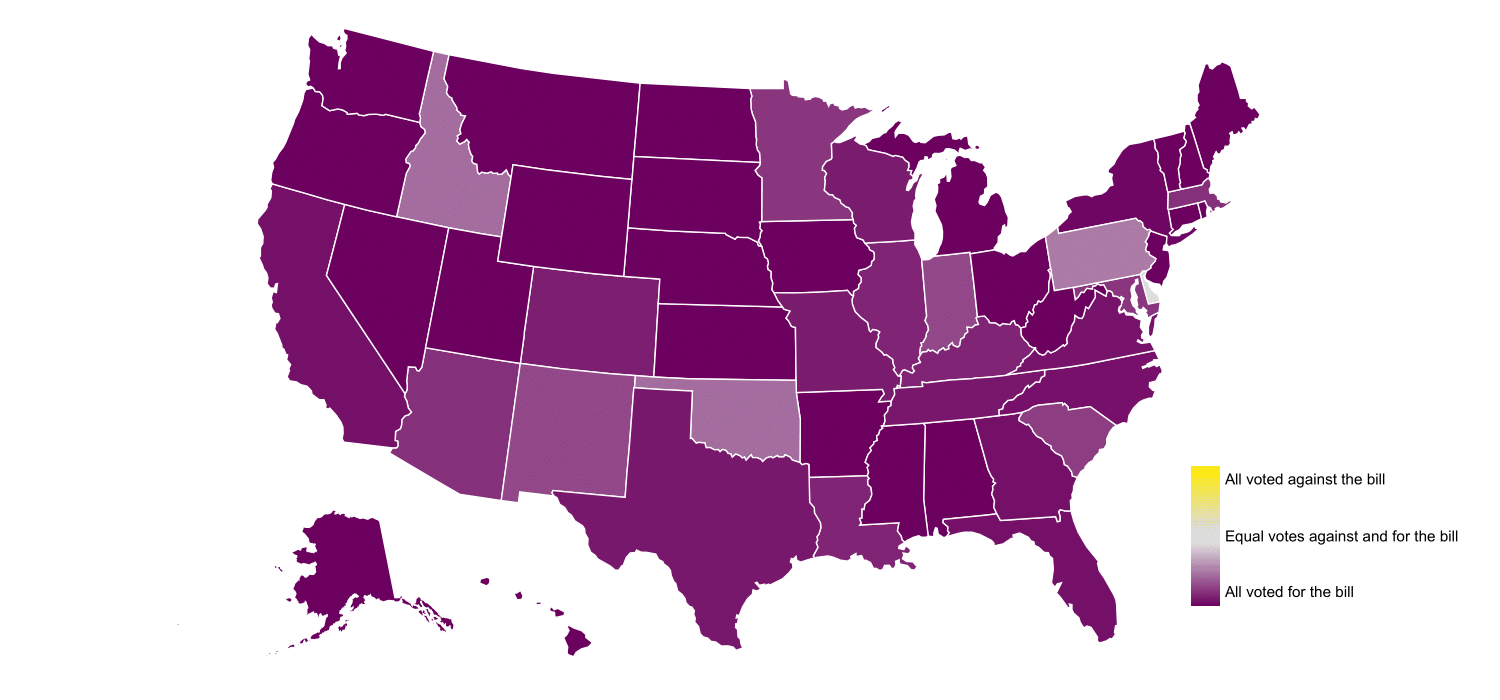 All voted against the bill
Equal votes against and for the bill
All voted for the bill